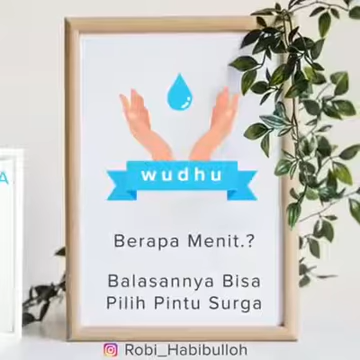 A
wudhu
Berapa Menit.?
Balasannya Bisa
Pilih Pintu Surga
Robi_Habibulloh